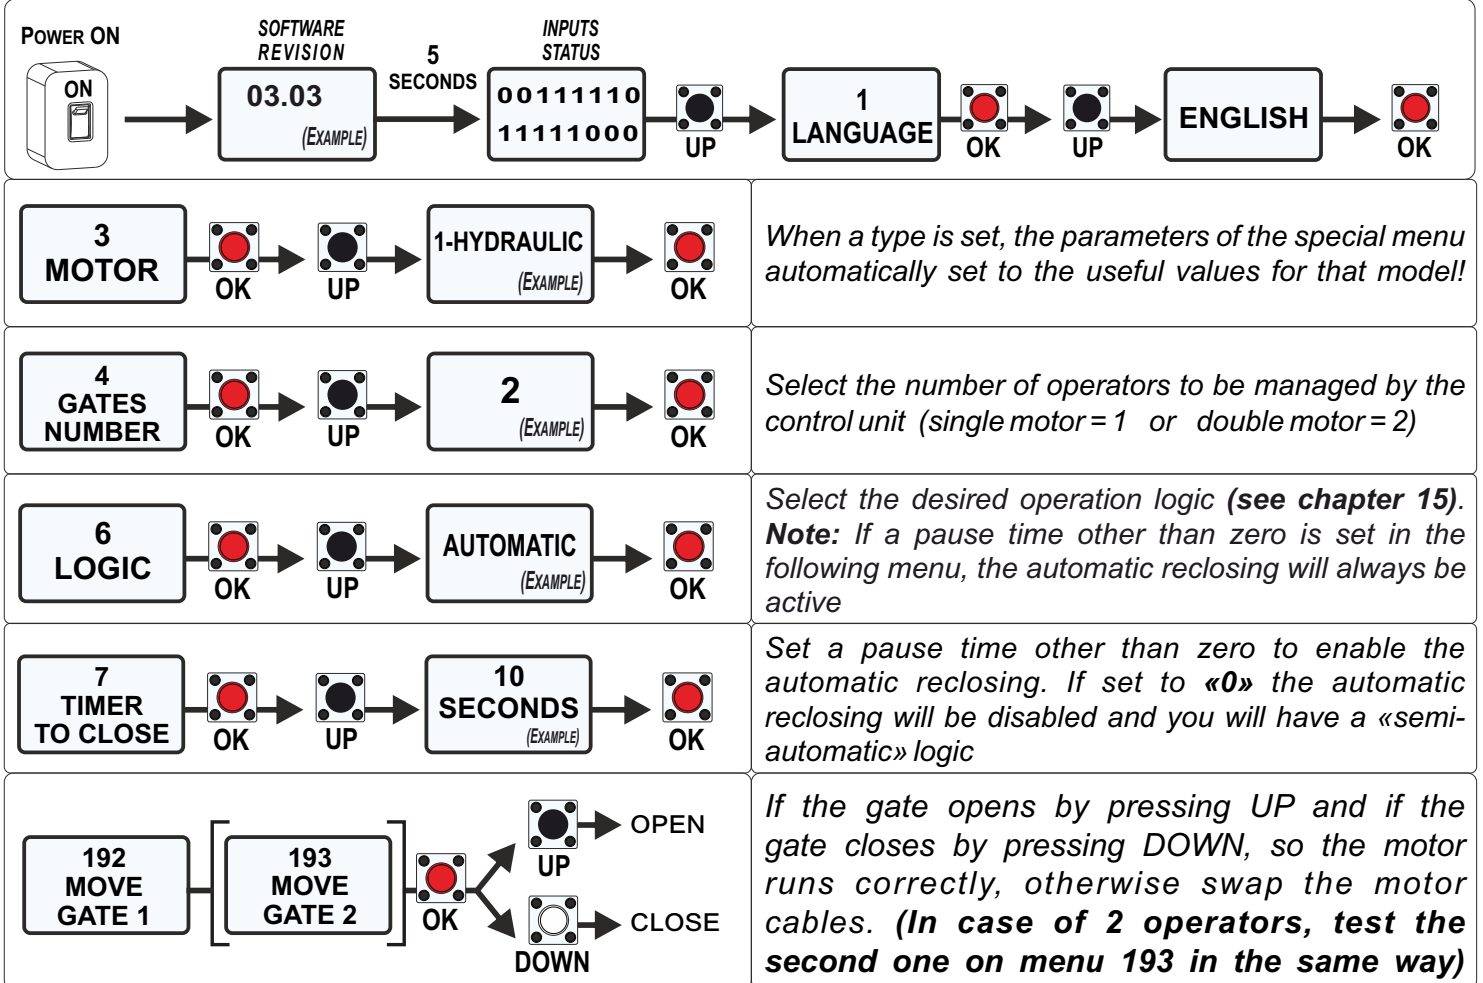 POWER ON
ON
SOFTWARE
REVISION
03.03
(EXAMPLE)
5
SECONDS
INPUTS
STATUS
00111110
11111000
UP
1
LANGUAGE
OK
UP
ENGLISH
OK
3
MOTOR
OK
UP
1-HYDRAULIC
(EXAMPLE)
OK
When a type is set, the parameters of the special menu
automatically set to the useful values for that model!
4
GATES
NUMBER
OK
UP
2
(EXAMPLE)
OK
Select the number of operators to be managed by the
control unit (single motor = 1 or double motor = 2)
6
LOGIC
OK
UP
AUTOMATIC
(EXAMPLE)
OK
Select the desired operation logic (see chapter 15).
Note: If a pause time other than zero is set in the
following menu, the automatic reclosing will always be
active
7
TIMER
TO CLOSE
OK
UP
10
SECONDS
(EXAMPLE)
OK
Set a pause time other than zero to enable the
automatic reclosing. If set to «0» the automatic
reclosing will be disabled and you will have a «semi-
automatic» logic
192
MOVE
GATE 1
193
MOVE
GATE 2
OK
UP
OPEN
DOWN
CLOSE
If the gate opens by pressing UP and if the
gate closes by pressing DOWN, so the motor
runs correctly, otherwise swap the motor
cables. (In case of 2 operators, test the
second one on menu 193 in the same way)